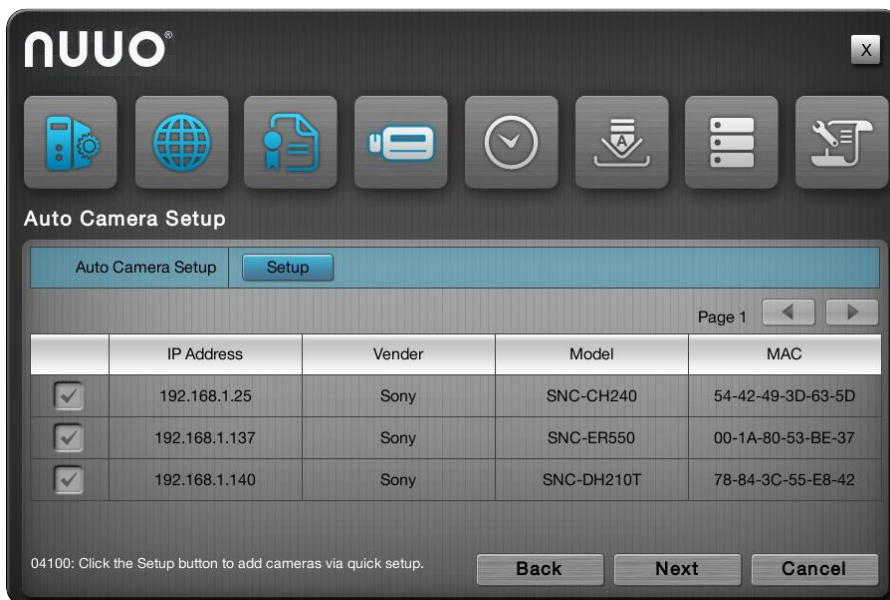 nuuo®
X
A
Auto Camera Setup
Auto Camera Setup Setup
Page 1
IP Address Vender Model MAC
192.168.1.25 Sony SNC-CH240 54-42-49-3D-63-5D
192.168.1.137 Sony SNC-ER550 00-1A-80-53-BE-37
192.168.1.140 Sony SNC-DH210T 78-84-3C-55-E8-42
04100: Click the Setup button to add cameras via quick setup. Back Next Cancel